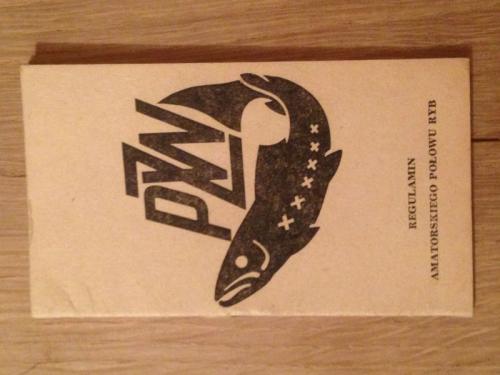 PZW
REGULAMIN
AMATORSKIEGO POŁOWU RYB